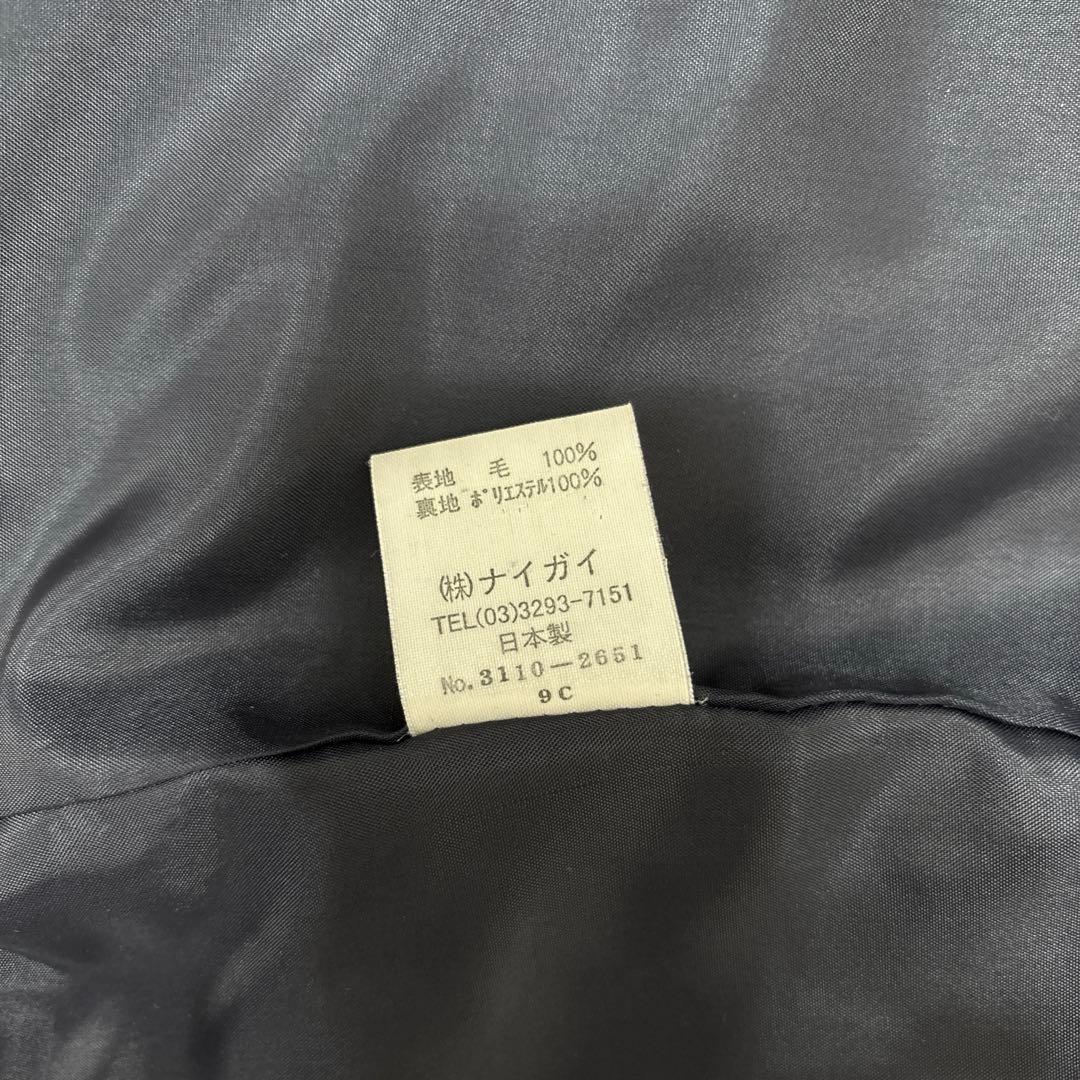 表地 毛 100%
裏地 ポリエステル100%
(株)ナイガイ
TEL(03)3293-7151
日本製
No. 3110-2651
9C